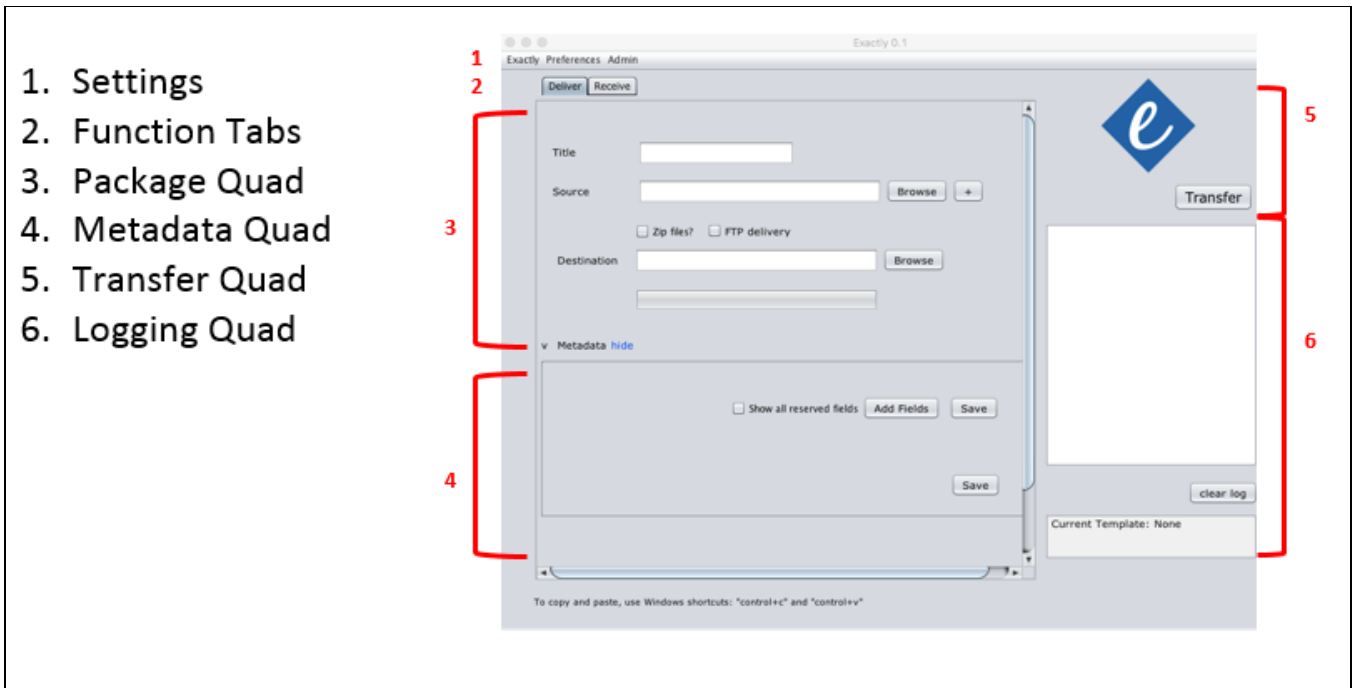 1. Settings
2. Function Tabs
3. Package Quad
4. Metadata Quad
5. Transfer Quad
6. Logging Quad
Exactly 0.1
1
Exactly Preferences Admin
2
Deliver Receive
3
Title
Source Browse +
Zip files? FTP delivery
Destination Browse
v Metadata hide
4
Show all reserved fields Add Fields Save
Save
To copy and paste, use Windows shortcuts: "control+c" and "control+v"
5
e
Transfer
6
clear log
Current Template: None